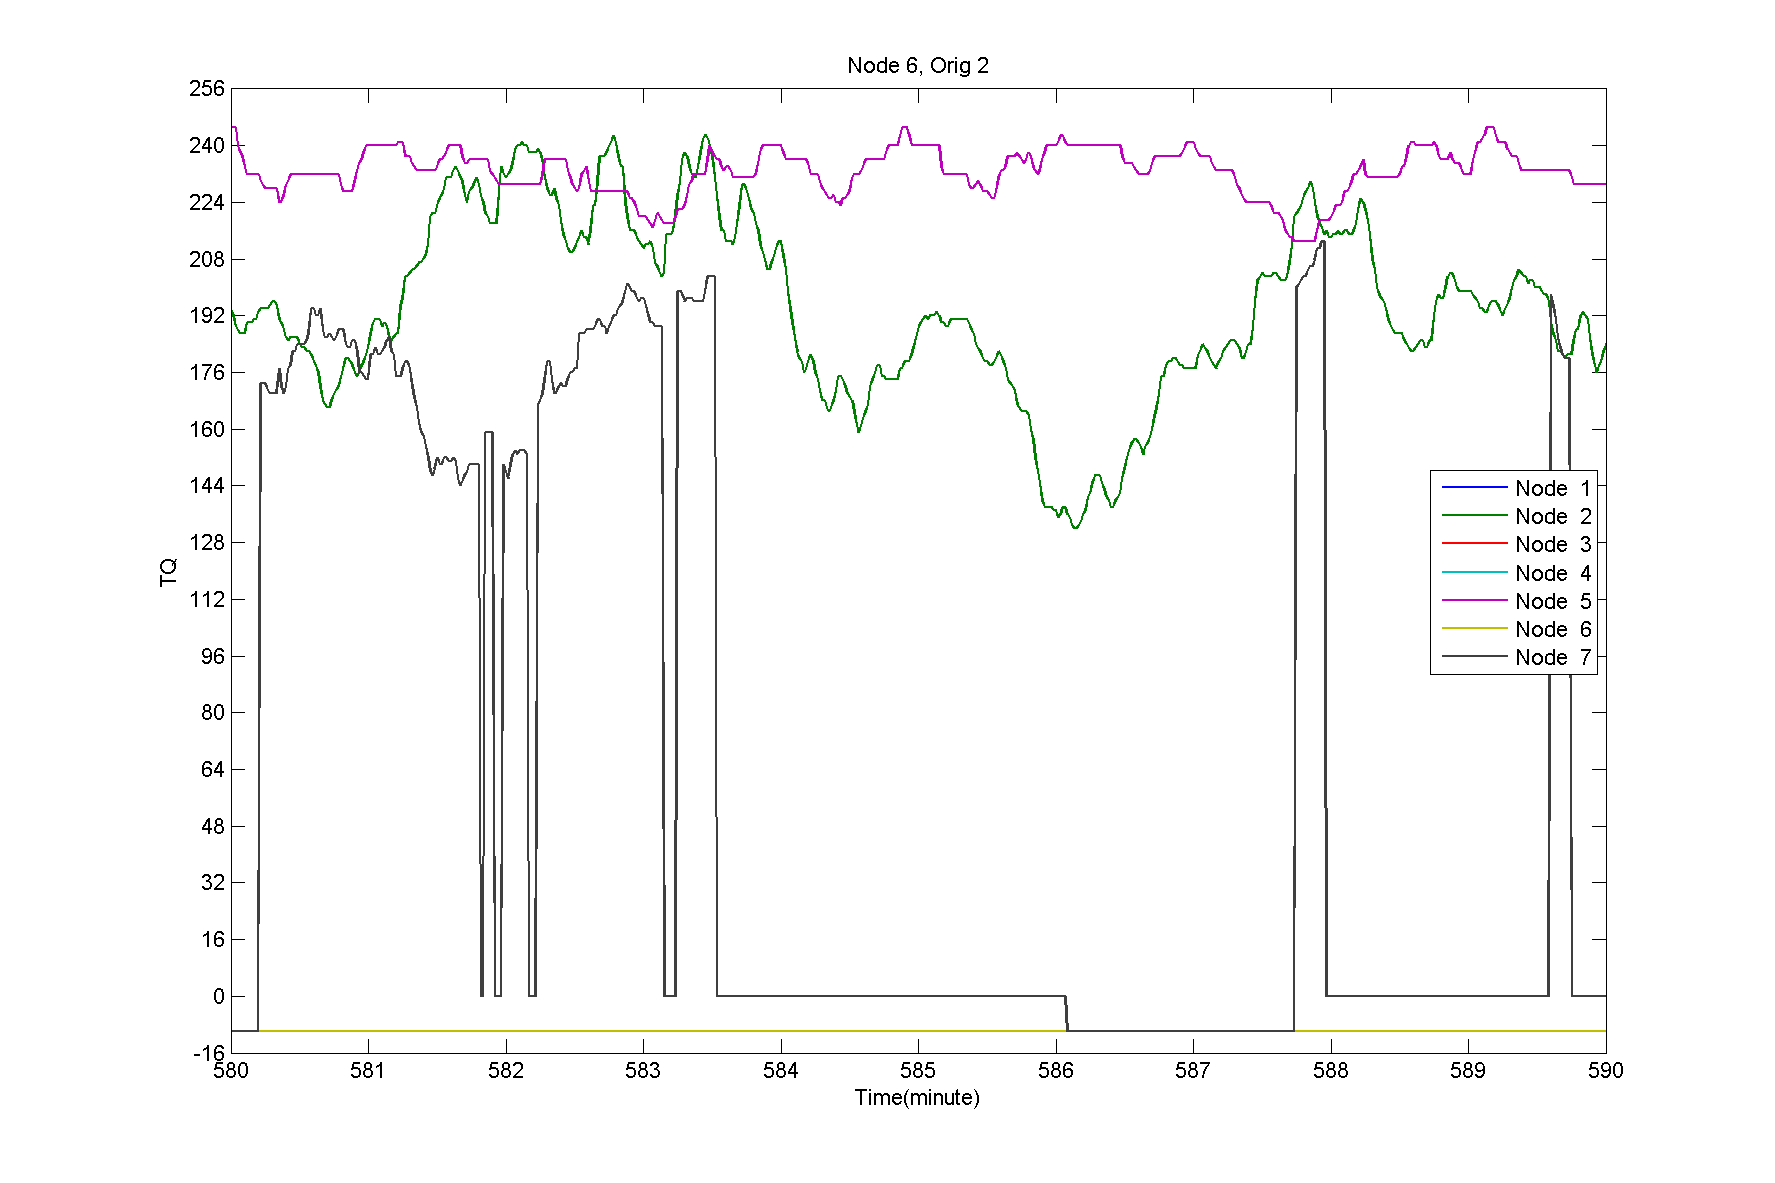 Node 6, Orig 2
256
240
224
208
192
176
160
144
128
112
96
80
64
48
32
16
0
-16
TQ
Node 1
Node 2
Node 3
Node 4
Node 5
Node 6
Node 7
580 581 582 583 584 585 586 587 588 589 590
Time(minute)